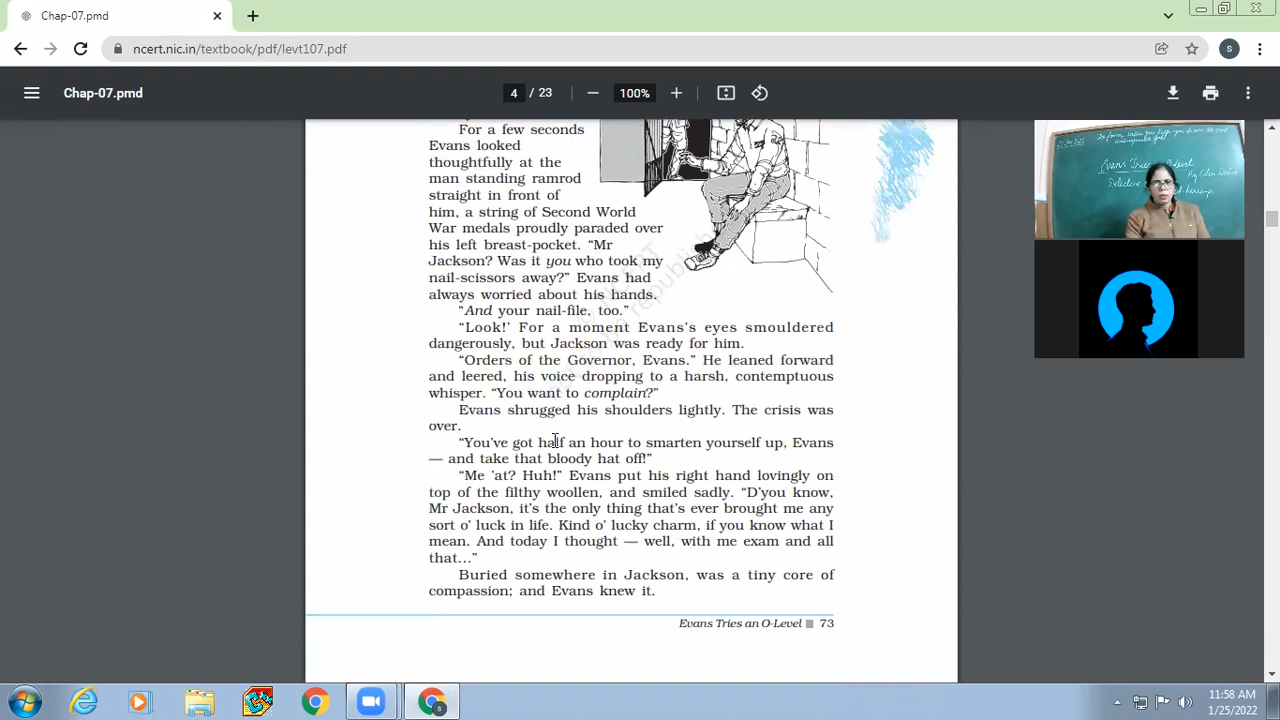 Chap-07.pmd
ncert.nic.in/textbook/pdf/levt107.pdf
S
Chap-07.pmd
4 / 23
100%
For a few seconds
Evans looked
thoughtfully at the
man standing ramrod
straight in front of
him, a string of Second World
War medals proudly paraded over
his left breast-pocket. “Mr
Jackson? Was it you who took my
nail-scissors away?” Evans had
always worried about his hands.
“And your nail-file, too.”
“Look!’ For a moment Evans’s eyes smouldered
dangerously, but Jackson was ready for him.
“Orders of the Governor, Evans.” He leaned forward
and leered, his voice dropping to a harsh, contemptuous
whisper. “You want to complain?”
Evans shrugged his shoulders lightly. The crisis was
over.
“You’ve got half an hour to smarten yourself up, Evans
— and take that bloody hat off!”
“Me ’at? Huh!” Evans put his right hand lovingly on
top of the filthy woollen, and smiled sadly. “D’you know,
Mr Jackson, it’s the only thing that’s ever brought me any
sort o’ luck in life. Kind o’ lucky charm, if you know what I
mean. And today I thought — well, with me exam and all
that...”
Buried somewhere in Jackson, was a tiny core of
compassion; and Evans knew it.
Evans Tries an O-Level 73
Evans Tries O-Level
By Colin
Detective
11:58 AM
1/25/2022